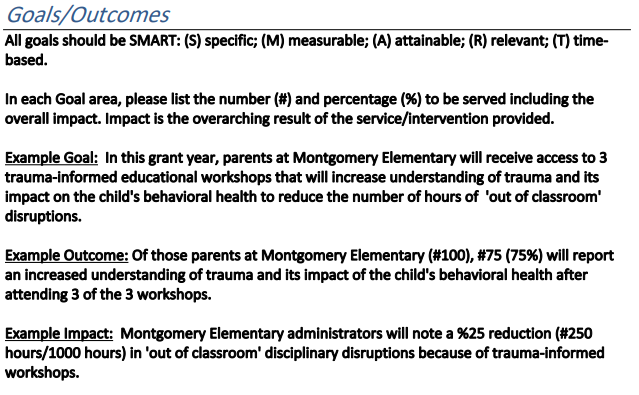 Goals/Outcomes
All goals should be SMART: (S) specific; (M) measurable; (A) attainable; (R) relevant; (T) time-
based.
In each Goal area, please list the number (#) and percentage (%) to be served including the
overall impact. Impact is the overarching result of the service/intervention provided.
Example Goal:  In this grant year, parents at Montgomery Elementary will receive access to 3
trauma-informed educational workshops that will increase understanding of trauma and its
impact on the child's behavioral health to reduce the number of hours of  'out of classroom'
disruptions.
Example Outcome: Of those parents at Montgomery Elementary (#100), #75 (75%) will report
an increased understanding of trauma and its impact of the child's behavioral health after
attending 3 of the 3 workshops.
Example Impact:  Montgomery Elementary administrators will note a %25 reduction (#250
hours/1000 hours) in 'out of classroom' disciplinary disruptions because of trauma-informed
workshops.